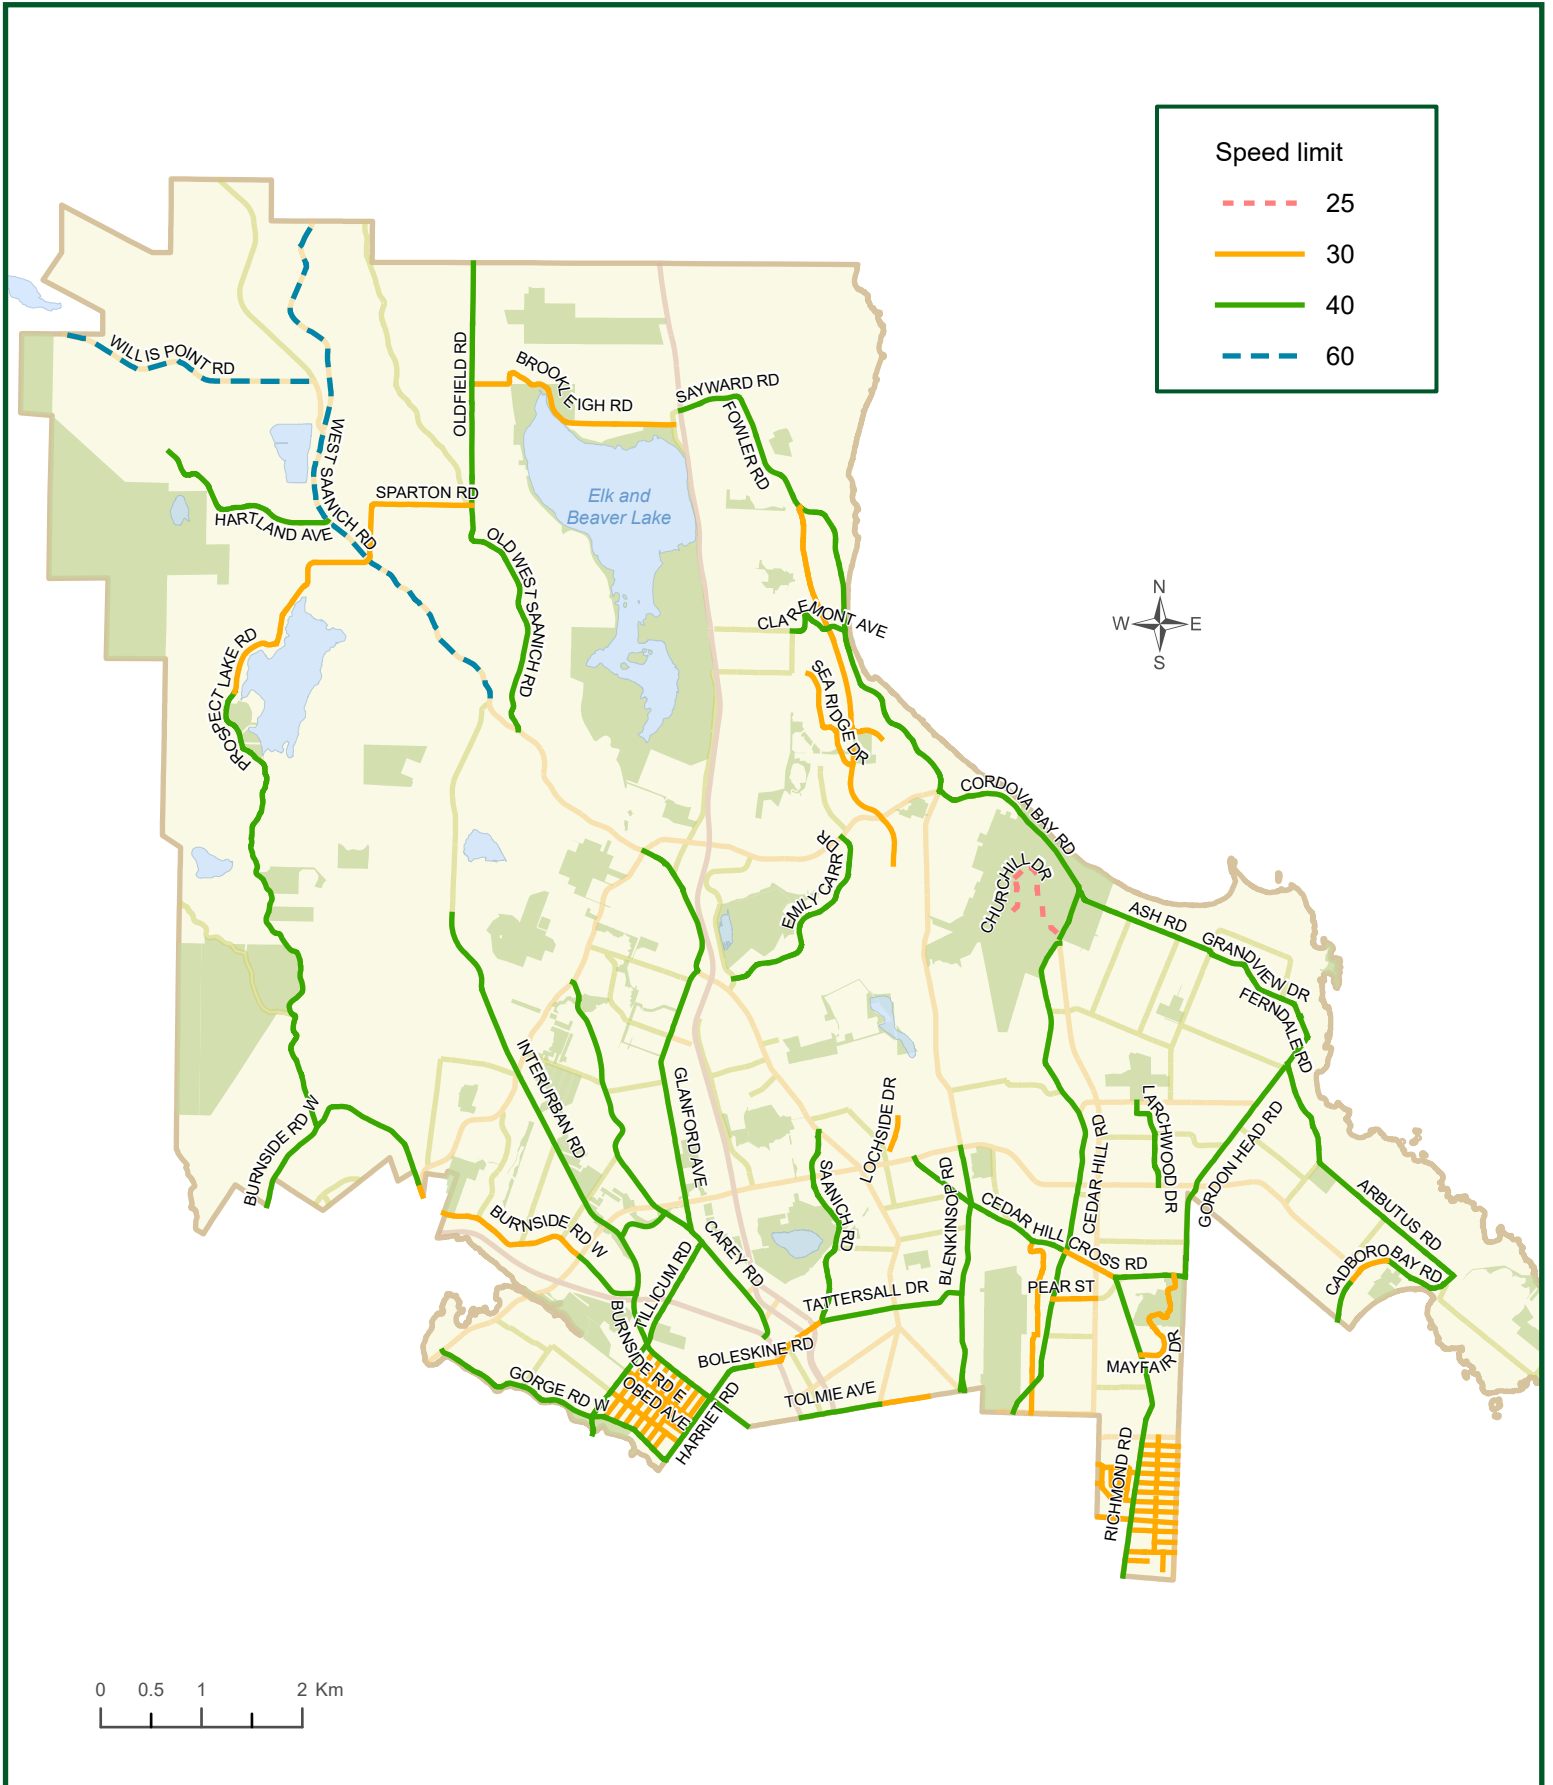 Speed limit
25
30
40
60
WILLIS POINT RD
OLDFIELD RD
BROOKLEIGH RD
SAYWARD RD
FOWLER RD
WEST SAANICH RD
SPARTON RD
Elk and
Beaver Lake
HARTLAND AVE
OLD WEST SAANICH RD
N
W
E
S
CLAREMONT AVE
PROSPECT LAKE RD
SEA RIDGE DR
CORDOVA BAY RD
EMILY CARR DR
CHURCHILL DR
ASH RD
GRANDVIEW DR
FERNDALE RD
INTERURBAN RD
GLANFORD AVE
LOCHSIDE DR
LARCHWOOD DR
BURNSIDE RD W
CEDAR HILL RD
GORDON HEAD RD
SAANICH RD
BLENKINSOP RD
ARBUTUS RD
BURNSIDE RD W
CAREY RD
CEDAR HILL CROSS RD
CADBORO BAY RD
TILLICUM RD
TATTERSALL DR
PEAR ST
BURNSIDE RD E
BOLESKINE RD
MAYFAIR DR
GORGE RD W
OBED AVE
HARRIET RD
TOLMIE AVE
RICHMOND RD
0 0.5 1 2 Km